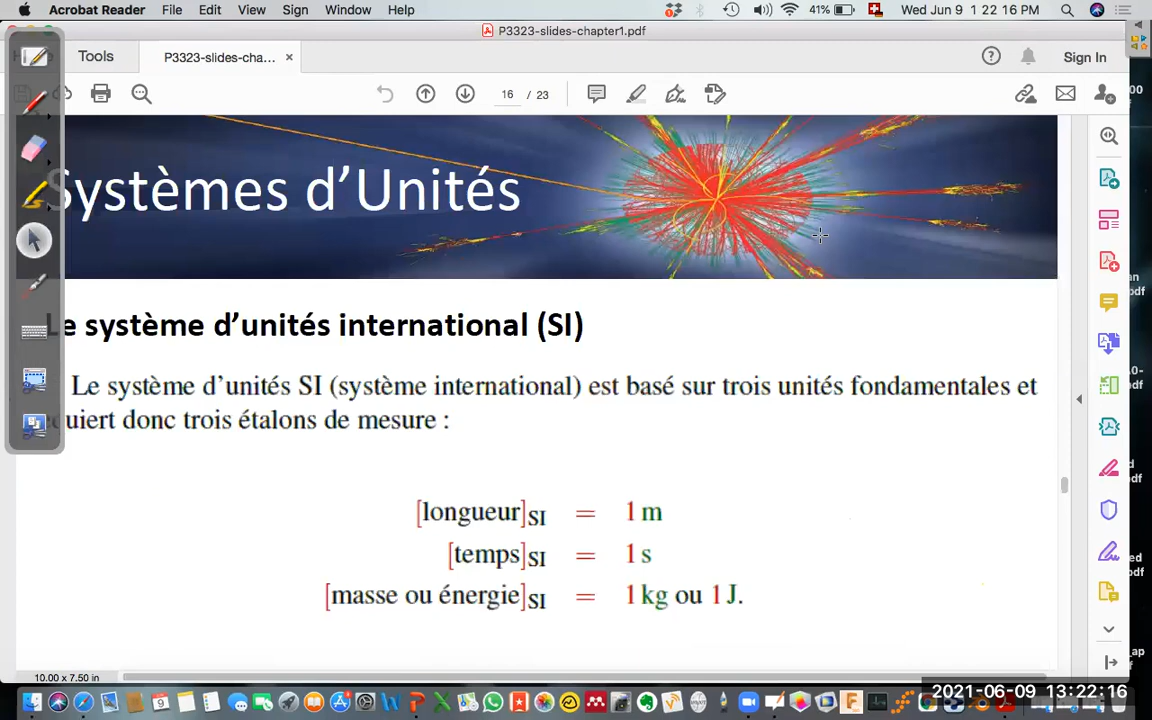 Acrobat Reader File Edit View Sign Window Help 41% Wed Jun 9 1 22 16 PM
P3323-slides-chapter1.pdf
Tools P3323-slides-cha... × Sign In
16 / 23
Systèmes d'Unités
Le système d'unités international (SI)
Le système d'unités SI (système international) est basé sur trois unités fondamentales et
uiert donc trois étalons de mesure :
[longueur]SI = 1 m
[temps]SI = 1 s
[masse ou énergie]SI = 1 kg ou 1 J.
10.00 x 7.50 in
2021-06-09 13:22:16